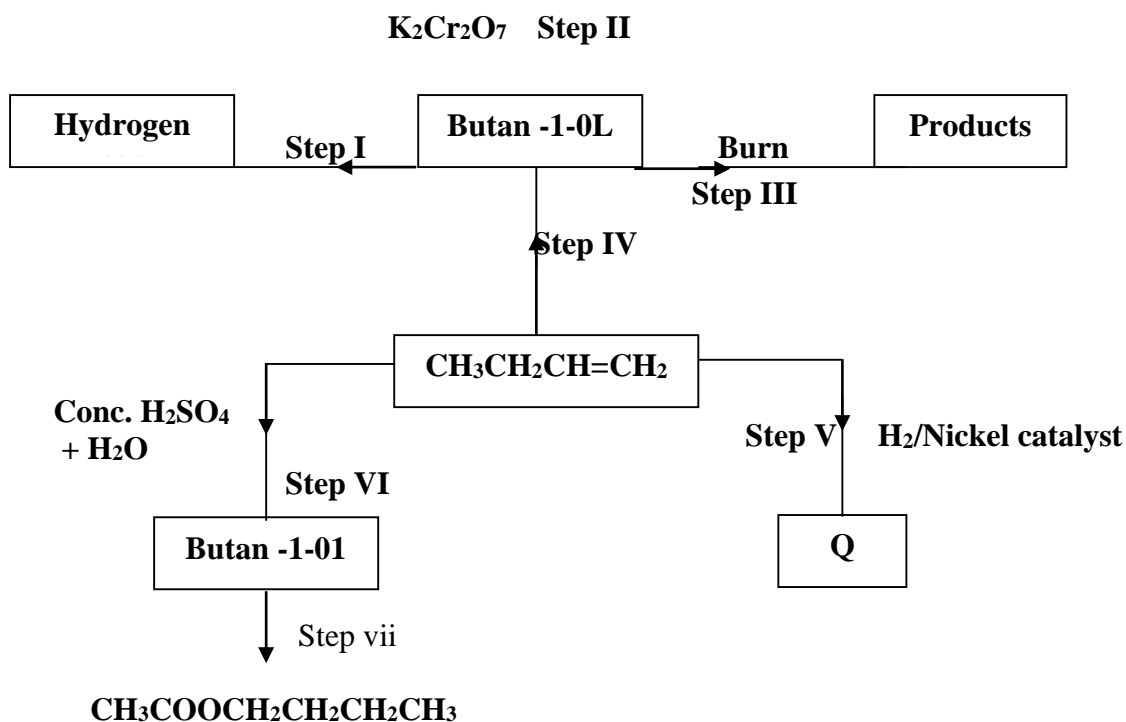 K₂Cr₂O₇ Step II
Hydrogen
Butan -1-0L
Products
Step I
Burn
Step III
Step IV
CH₃CH₂CH=CH₂
Conc. H₂SO₄
+ H₂O
Step V
H₂/Nickel catalyst
Step VI
Butan -1-01
Q
Step vii
CH₃COOCH₂CH₂CH₂CH₃